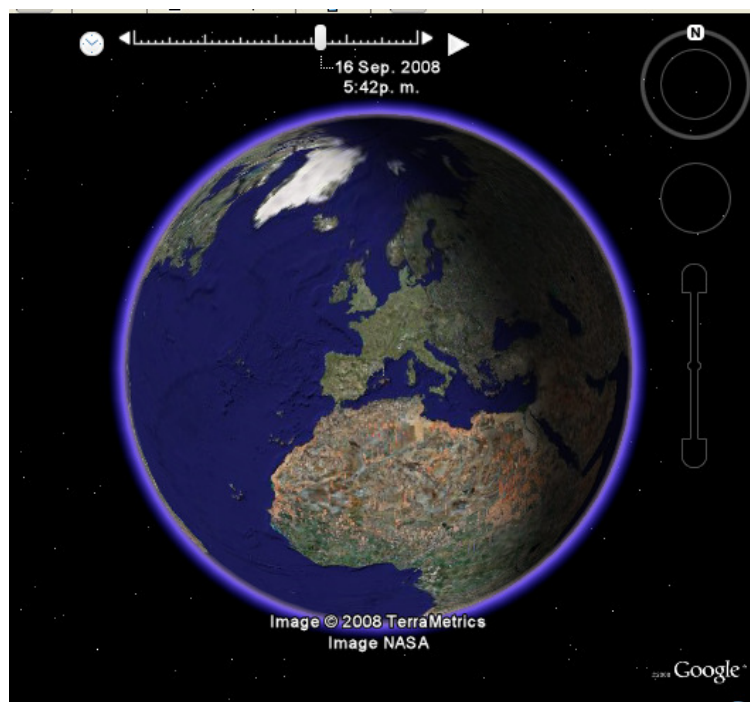 N
16 Sep. 2008
5:42p. m.
Image © 2008 TerraMetrics
Image NASA
Google